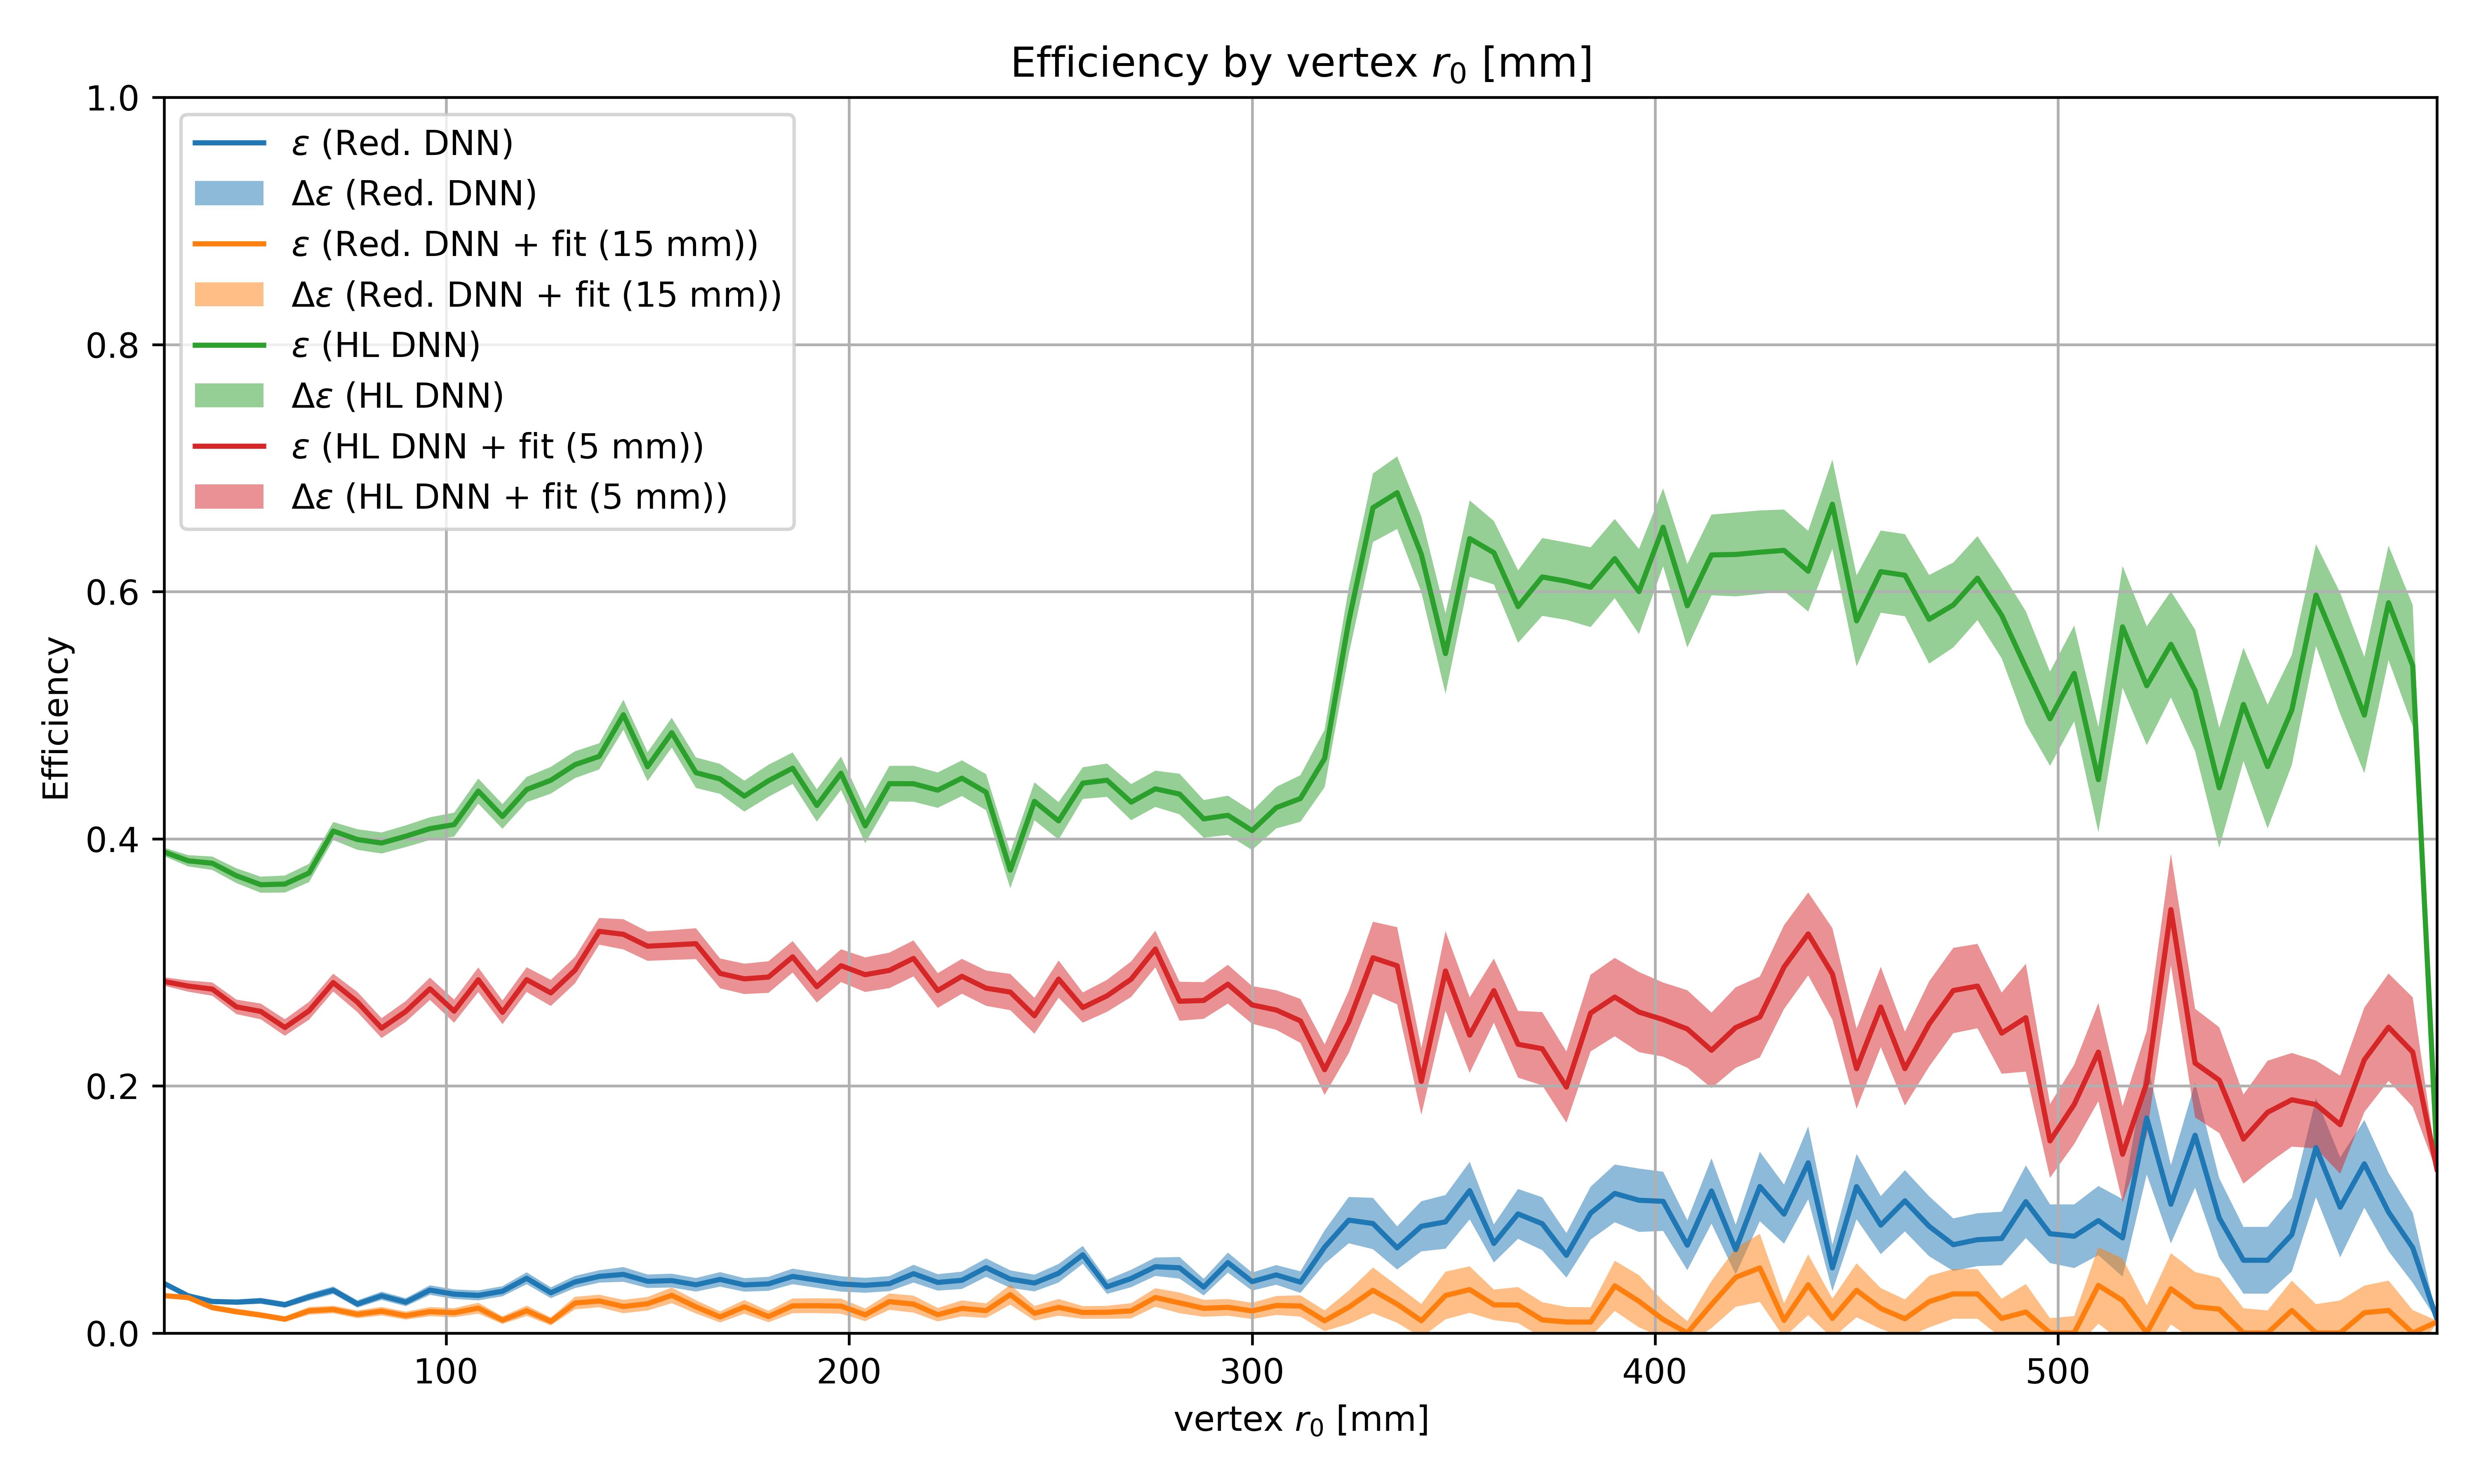 Efficiency by vertex r₀ [mm]
1.0
0.8
0.6
0.4
0.2
0.0
Efficiency
ε (Red. DNN)
Δε (Red. DNN)
ε (Red. DNN + fit (15 mm))
Δε (Red. DNN + fit (15 mm))
ε (HL DNN)
Δε (HL DNN)
ε (HL DNN + fit (5 mm))
Δε (HL DNN + fit (5 mm))
100 200 300 400 500
vertex r₀ [mm]